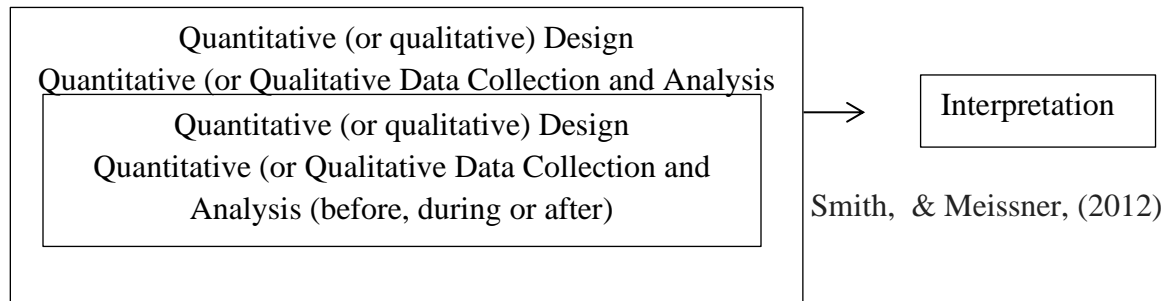 Quantitative (or qualitative) Design
Quantitative (or Qualitative Data Collection and Analysis
Quantitative (or qualitative) Design
Quantitative (or Qualitative Data Collection and
Analysis (before, during or after)
Interpretation
Smith, & Meissner, (2012)